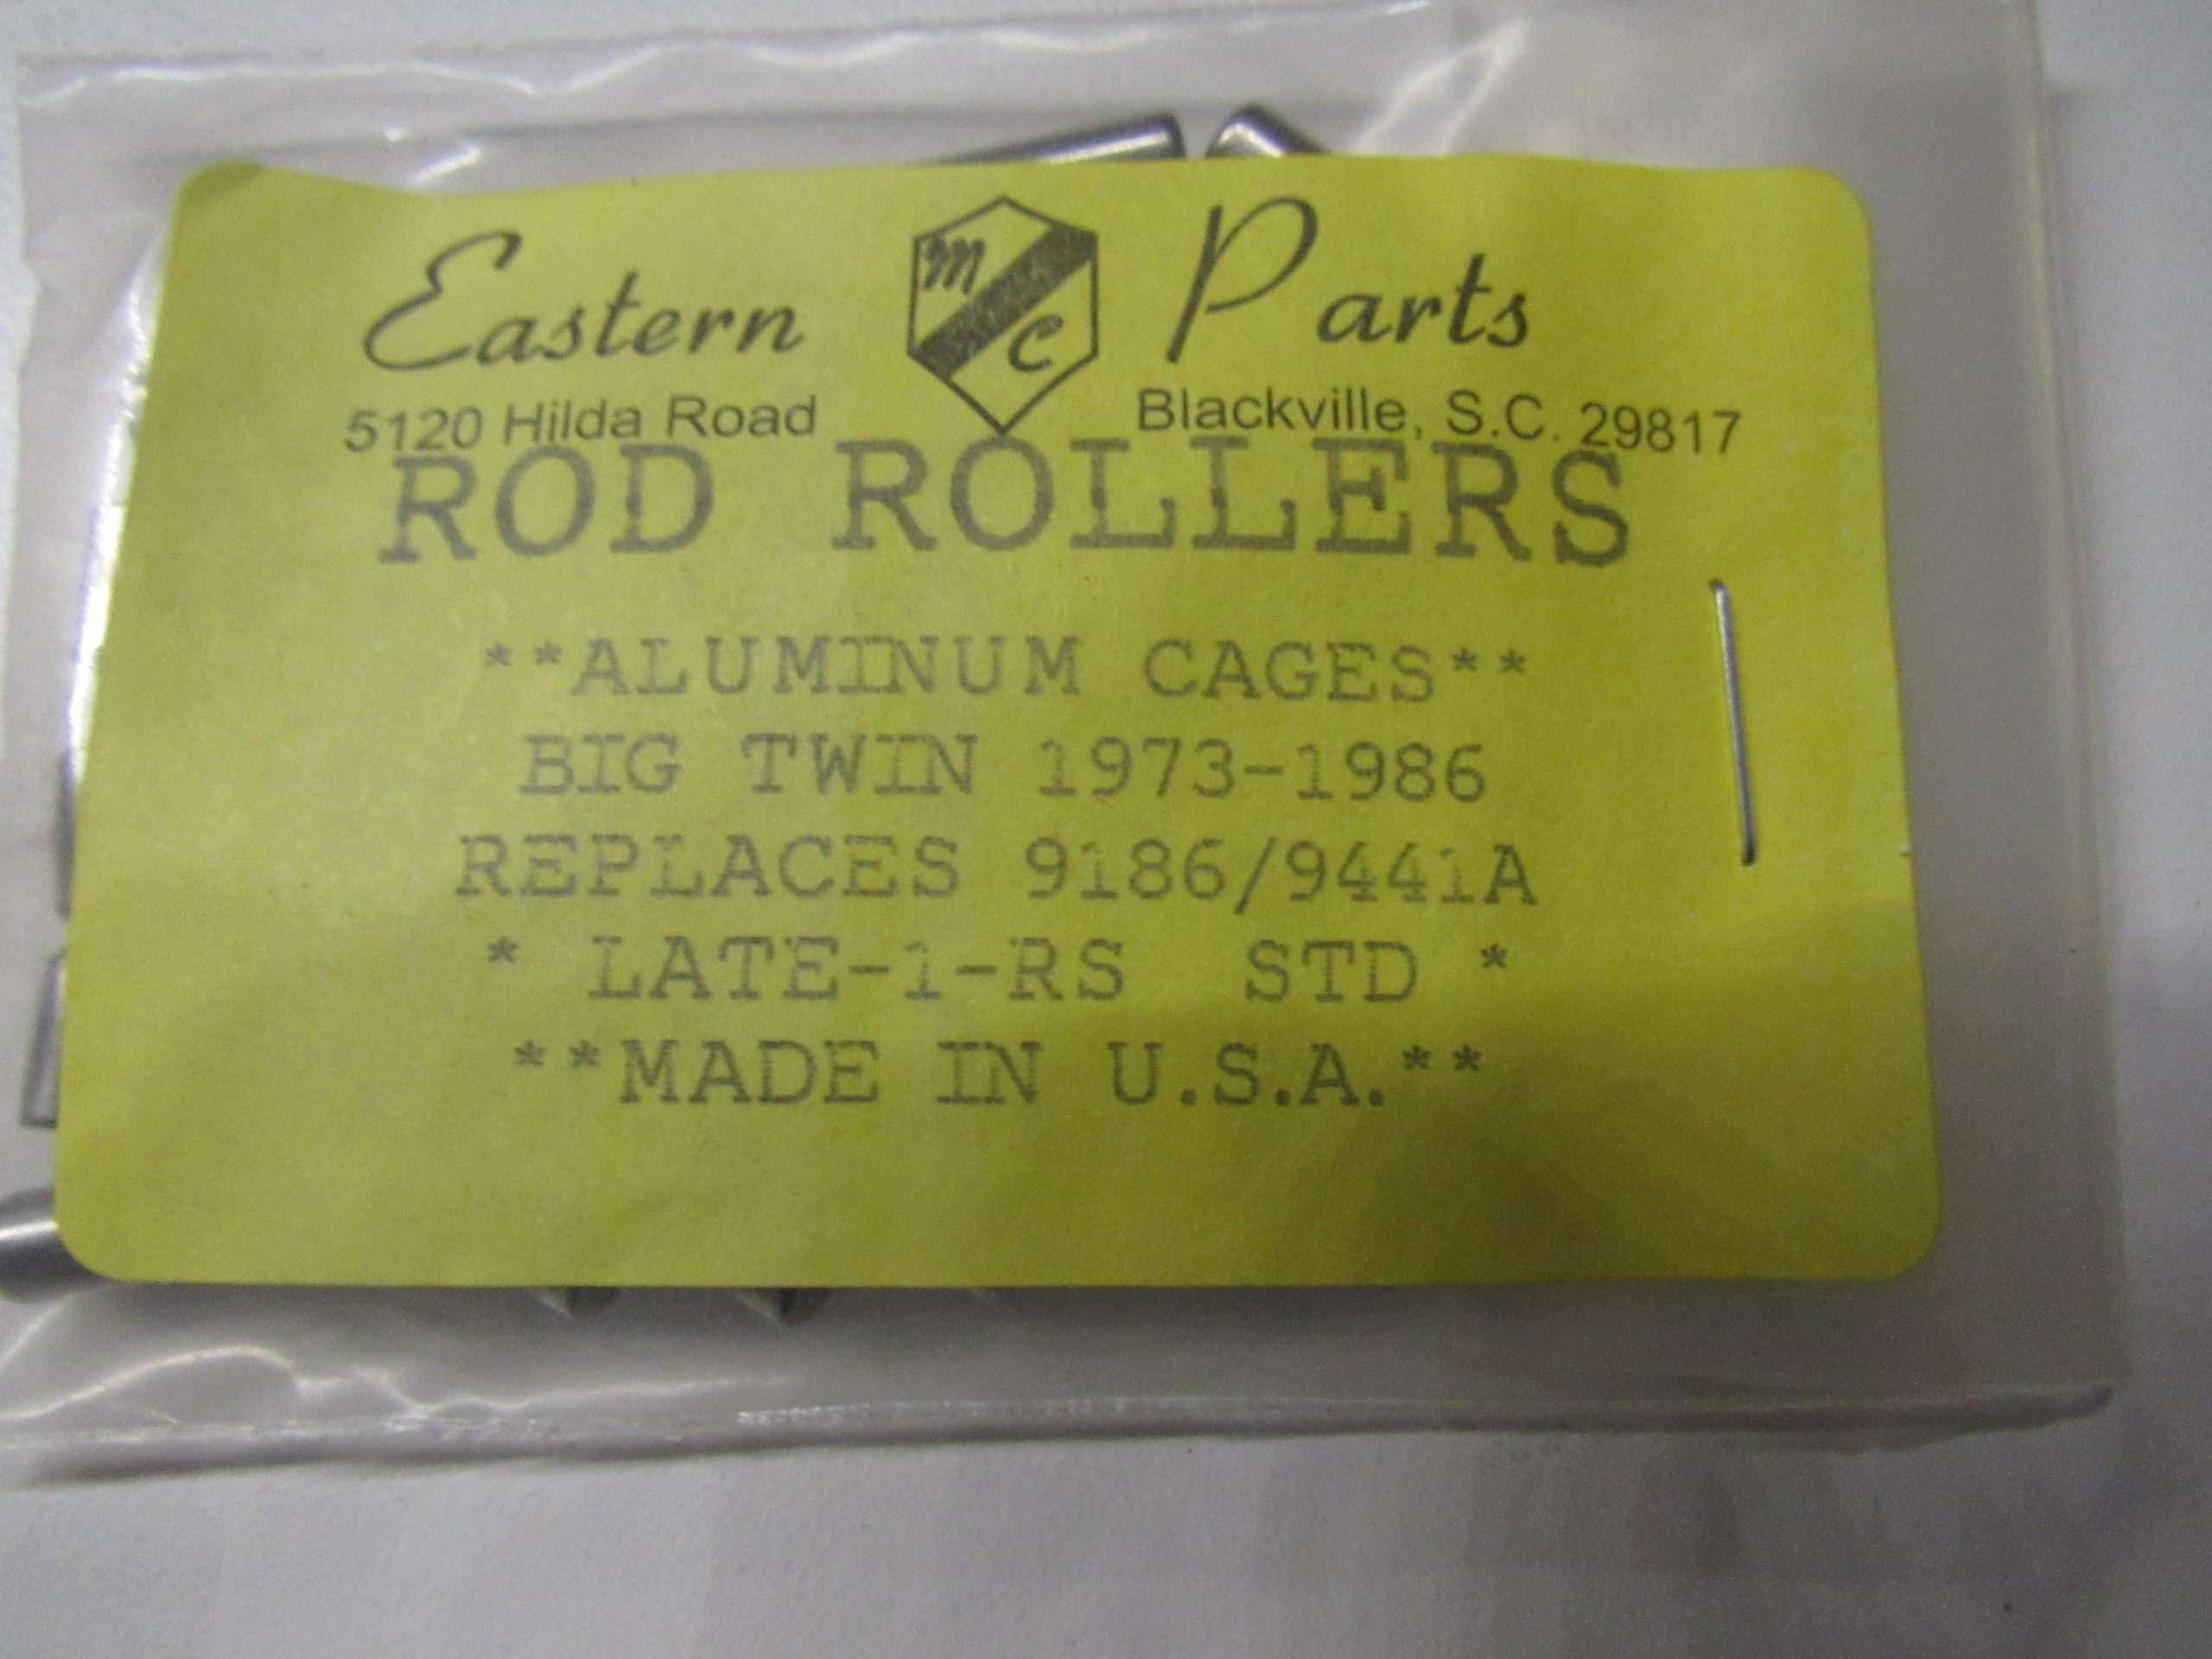 Eastern MC Parts
5120 Hilda Road Blackville, S.C. 29817
ROD ROLLERS
**ALUMINUM CAGES**
BIG TWIN 1973-1986
REPLACES 9186/9441A
* LATE-1-RS STD *
**MADE IN U.S.A.**